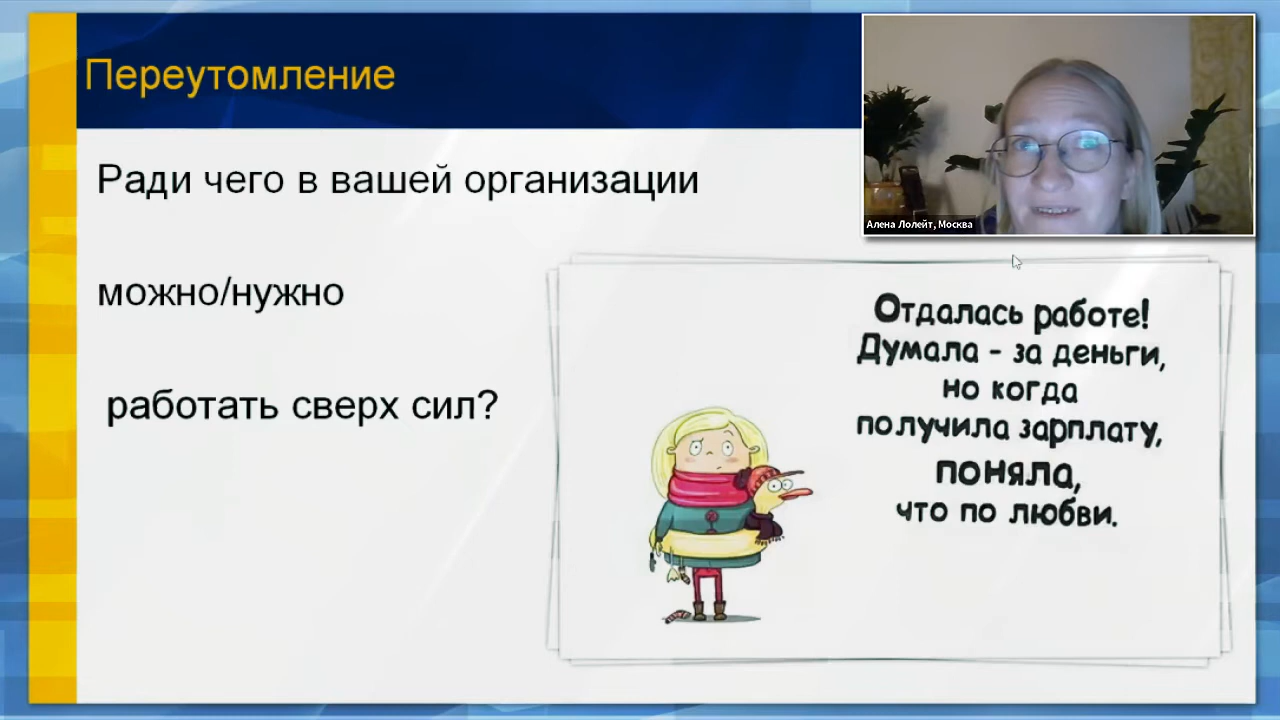 Переутомление
Ради чего в вашей организации
можно/нужно
работать сверх сил?
Алена Лолейт, Москва
Отдалась работе!
Думала - за деньги,
но когда
получила зарплату,
поняла,
что по любви.